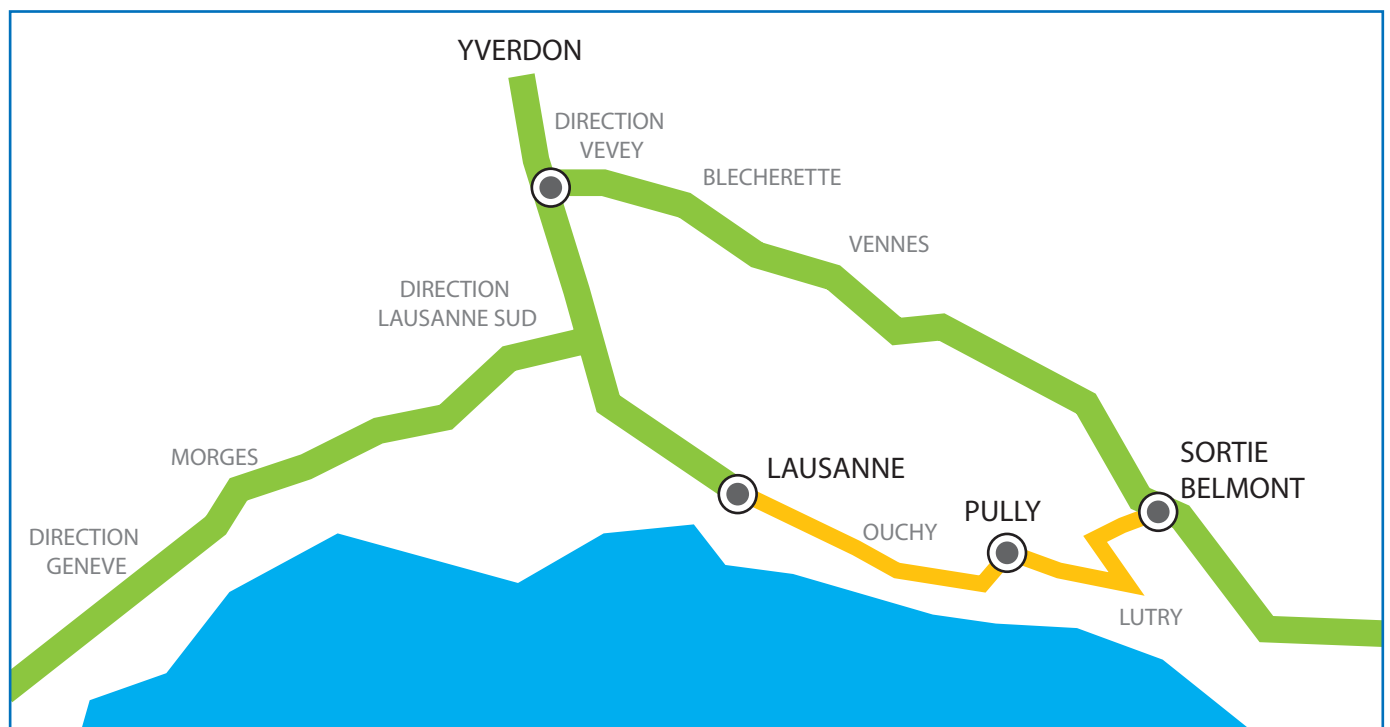 YVERDON
DIRECTION
VEVEY
BLECHERETTE
VENNES
DIRECTION
LAUSANNE SUD
MORGES
LAUSANNE
SORTIE
BELMONT
PULLY
OUCHY
DIRECTION
GENEVE
LUTRY